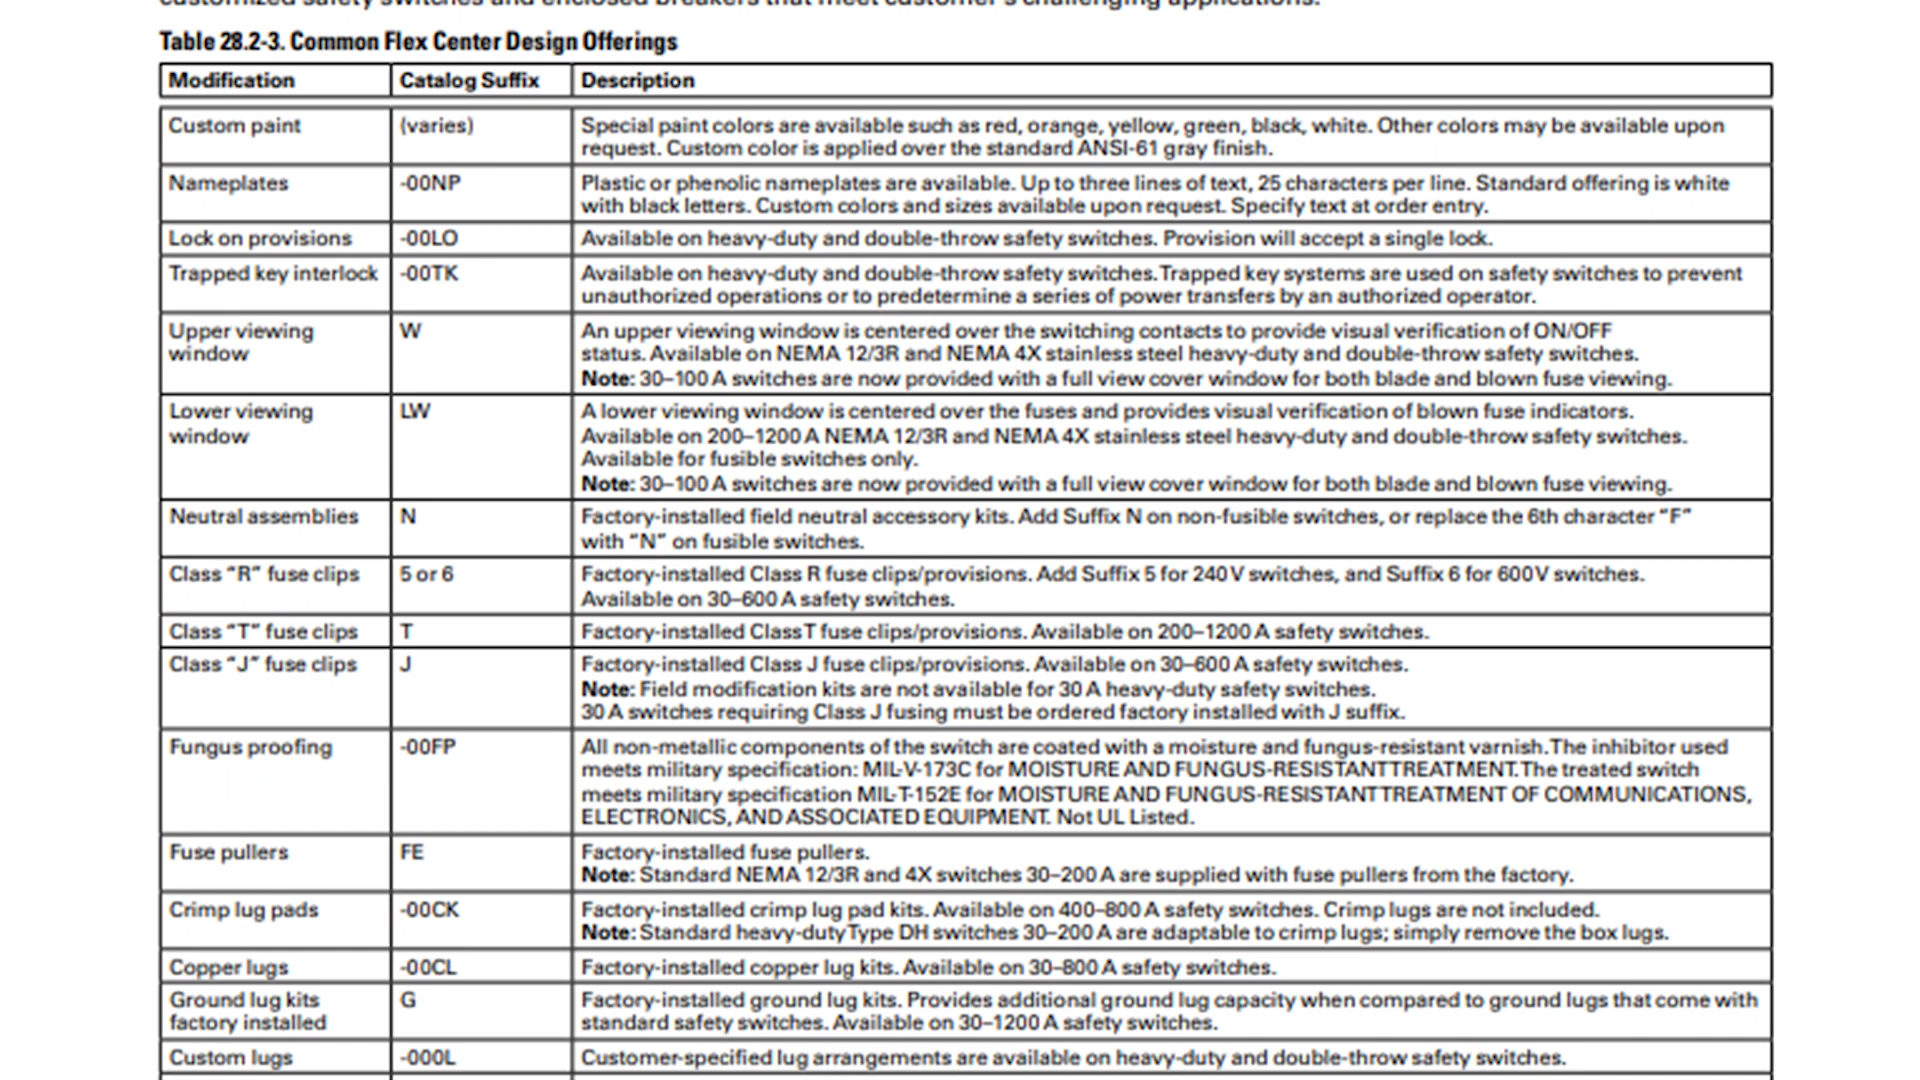 customized safety switches and enclosed breakers that meet customer's challenging applications.
Table 28.2-3. Common Flex Center Design Offerings
Modification Catalog Suffix Description
Custom paint (varies) Special paint colors are available such as red, orange, yellow, green, black, white. Other colors may be available upon
request. Custom color is applied over the standard ANSI-61 gray finish.
Nameplates -00NP Plastic or phenolic nameplates are available. Up to three lines of text, 25 characters per line. Standard offering is white
with black letters. Custom colors and sizes available upon request. Specify text at order entry.
Lock on provisions -00LO Available on heavy-duty and double-throw safety switches. Provision will accept a single lock.
Trapped key interlock -00TK Available on heavy-duty and double-throw safety switches. Trapped key systems are used on safety switches to prevent
unauthorized operations or to predetermine a series of power transfers by an authorized operator.
Upper viewing W An upper viewing window is centered over the switching contacts to provide visual verification of ON/OFF
window status. Available on NEMA 12/3R and NEMA 4X stainless steel heavy-duty and double-throw safety switches.
Note: 30–100 A switches are now provided with a full view cover window for both blade and blown fuse viewing.
Lower viewing LW A lower viewing window is centered over the fuses and provides visual verification of blown fuse indicators.
window Available on 200–1200 A NEMA 12/3R and NEMA 4X stainless steel heavy-duty and double-throw safety switches.
Available for fusible switches only.
Note: 30–100 A switches are now provided with a full view cover window for both blade and blown fuse viewing.
Neutral assemblies N Factory-installed field neutral accessory kits. Add Suffix N on non-fusible switches, or replace the 6th character "F"
with "N" on fusible switches.
Class "R" fuse clips 5 or 6 Factory-installed Class R fuse clips/provisions. Add Suffix 5 for 240 V switches, and Suffix 6 for 600 V switches.
Available on 30–600 A safety switches.
Class "T" fuse clips T Factory-installed Class T fuse clips/provisions. Available on 200–1200 A safety switches.
Class "J" fuse clips J Factory-installed Class J fuse clips/provisions. Available on 30–600 A safety switches.
Note: Field modification kits are not available for 30 A heavy-duty safety switches.
30 A switches requiring Class J fusing must be ordered factory installed with J suffix.
Fungus proofing -00FP All non-metallic components of the switch are coated with a moisture and fungus-resistant varnish. The inhibitor used
meets military specification: MIL-V-173C for MOISTURE AND FUNGUS-RESISTANT TREATMENT. The treated switch
meets military specification MIL-T-152E for MOISTURE AND FUNGUS-RESISTANT TREATMENT OF COMMUNICATIONS,
ELECTRONICS, AND ASSOCIATED EQUIPMENT. Not UL Listed.
Fuse pullers FE Factory-installed fuse pullers.
Note: Standard NEMA 12/3R and 4X switches 30–200 A are supplied with fuse pullers from the factory.
Crimp lug pads -00CK Factory-installed crimp lug pad kits. Available on 400–800 A safety switches. Crimp lugs are not included.
Note: Standard heavy-duty Type DH switches 30–200 A are adaptable to crimp lugs; simply remove the box lugs.
Copper lugs -00CL Factory-installed copper lug kits. Available on 30–800 A safety switches.
Ground lug kits G Factory-installed ground lug kits. Provides additional ground lug capacity when compared to ground lugs that come with
factory installed standard safety switches. Available on 30–1200 A safety switches.
Custom lugs -000L Customer-specified lug arrangements are available on heavy-duty and double-throw safety switches.